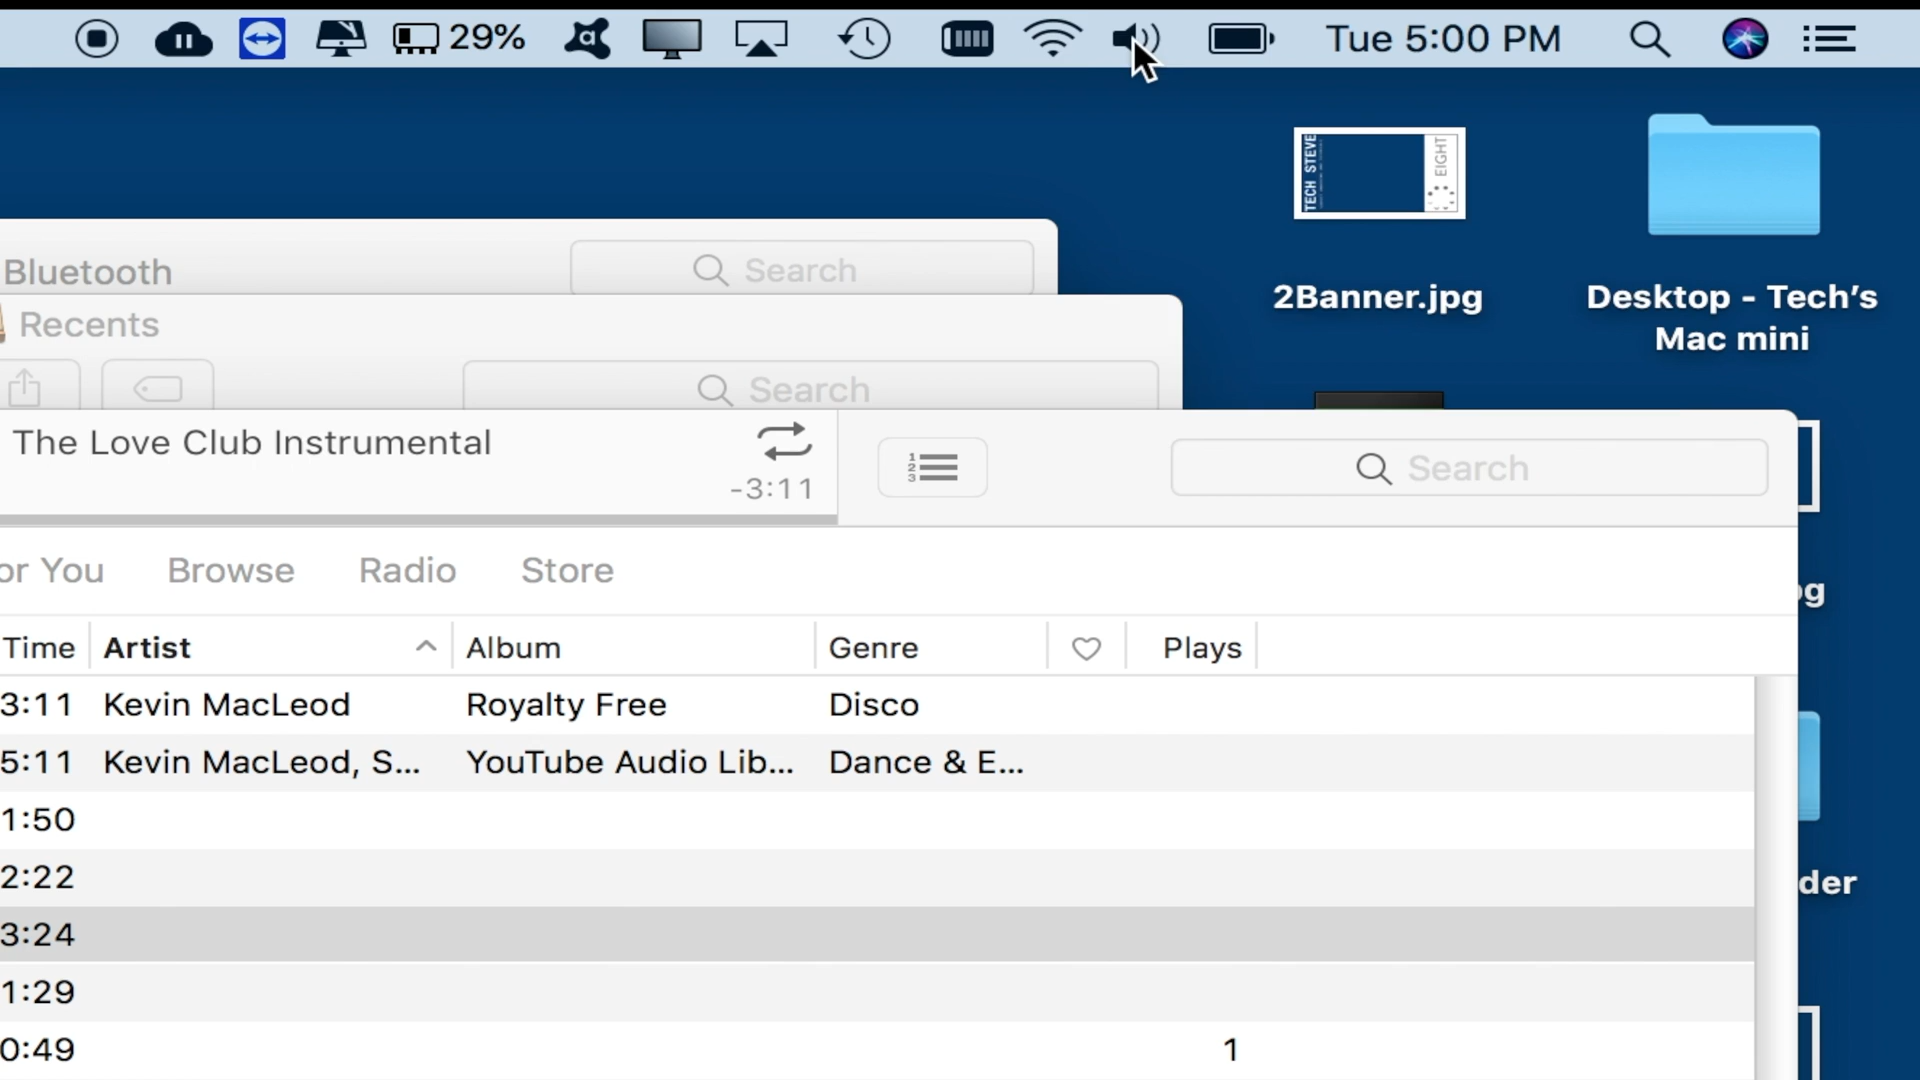 29%
Tue 5:00 PM
TECH STEVE
EIGHT
2Banner.jpg
Desktop - Tech's
Mac mini
Bluetooth
Search
Recents
Search
The Love Club Instrumental
-3:11
Search
or You
Browse
Radio
Store
Time
Artist
Album
Genre
Plays
3:11
Kevin MacLeod
Royalty Free
Disco
5:11
Kevin MacLeod, S...
YouTube Audio Lib...
Dance & E...
1:50
2:22
3:24
1:29
0:49
1
der